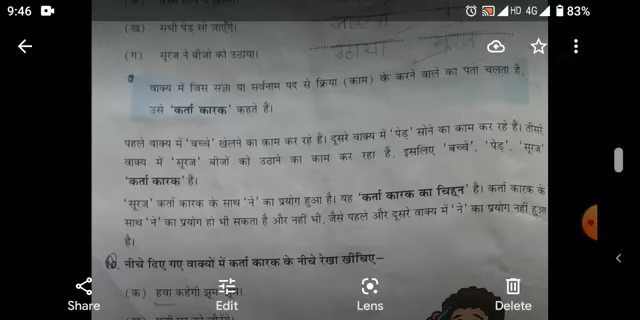 9:46 HD 4G 83%
(ख) सभी पेड़ सो जाएँगे।
(ग) सूरज ने बीजों को उठाया। उठाया सूरज
वाक्य में जिस संज्ञा या सर्वनाम पद से क्रिया (काम) के करने वाले का पता चलता है,
उसे 'कर्ता कारक' कहते हैं।
पहले वाक्य में 'बच्चे' खेलने का काम कर रहे हैं। दूसरे वाक्य में 'पेड़' सोने का काम कर रहे हैं। तीसरे
वाक्य में 'सूरज' बीजों को उठाने का काम कर रहा है, इसलिए 'बच्चे', 'पेड़', 'सूरज'
'कर्ता कारक' हैं।
'सूरज' कर्ता कारक के साथ 'ने' का प्रयोग हुआ है। यह 'कर्ता कारक का चिह्न' है। कर्ता कारक के
साथ 'ने' का प्रयोग हो भी सकता है और नहीं भी, जैसे पहले और दूसरे वाक्य में 'ने' का प्रयोग नहीं हुआ
है।
10. नीचे दिए गए वाक्यों में कर्ता कारक के नीचे रेखा खींचिए–
(क) हवा कहेगी झूम
Share Edit Lens Delete